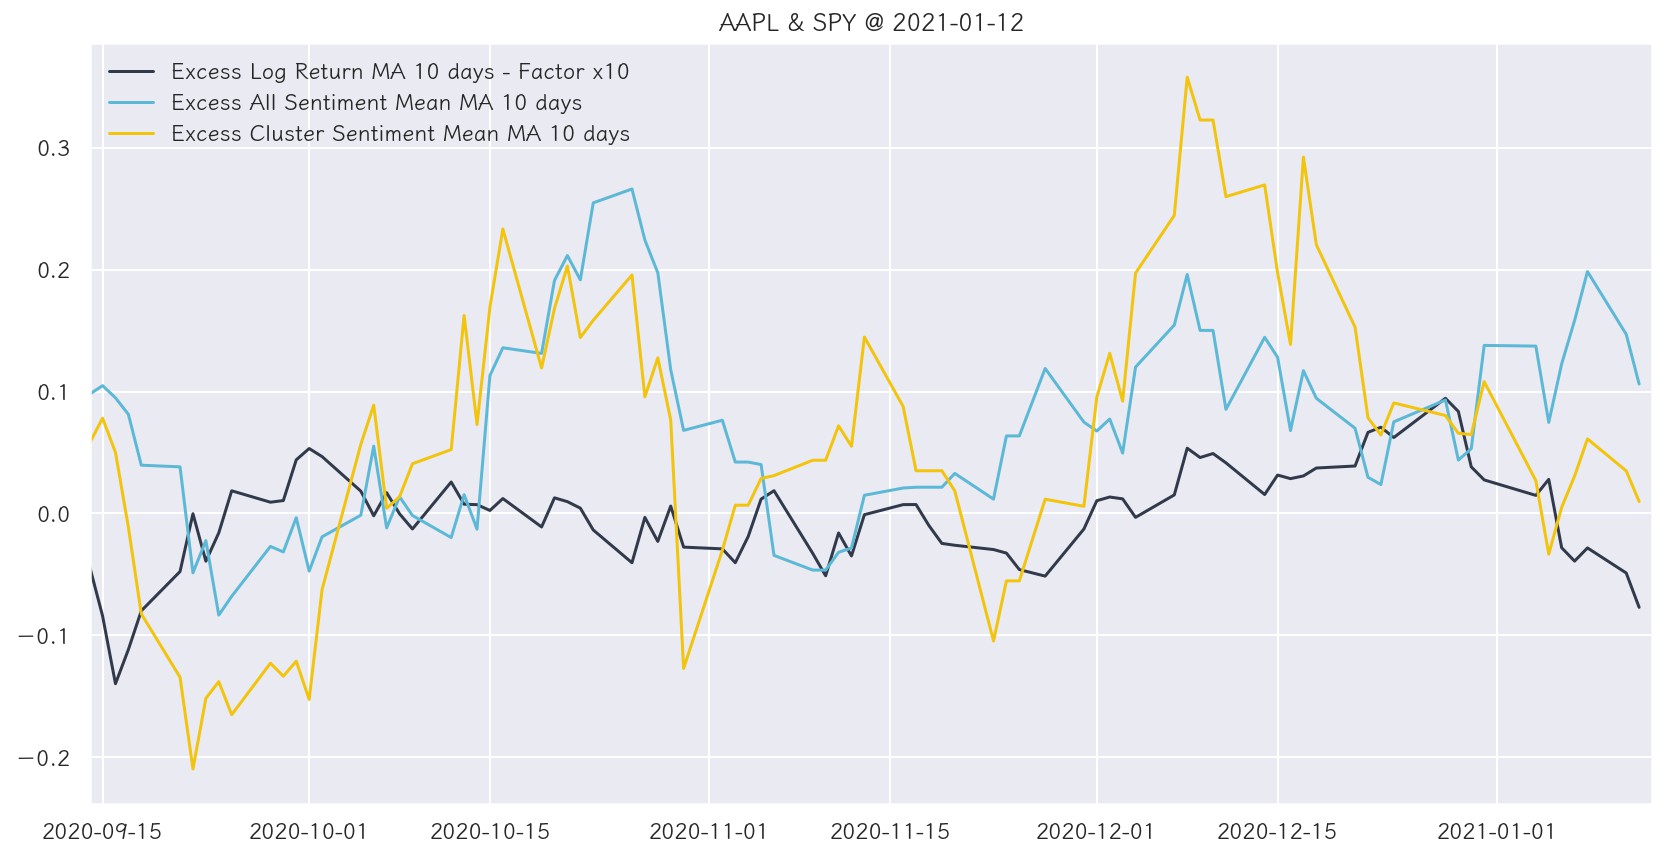 AAPL & SPY @ 2021-01-12
Excess Log Return MA 10 days - Factor x10
Excess All Sentiment Mean MA 10 days
Excess Cluster Sentiment Mean MA 10 days
0.3
0.2
0.1
0.0
−0.1
−0.2
2020-09-15 2020-10-01 2020-10-15 2020-11-01 2020-11-15 2020-12-01 2020-12-15 2021-01-01